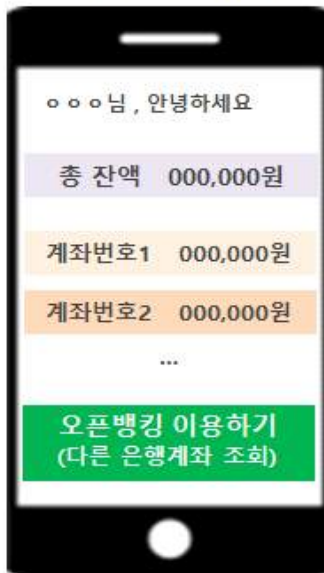 ㅇㅇㅇ님 , 안녕하세요
총 잔액 000,000원
계좌번호1 000,000원
계좌번호2 000,000원
...
오픈뱅킹 이용하기
(다른 은행계좌 조회)